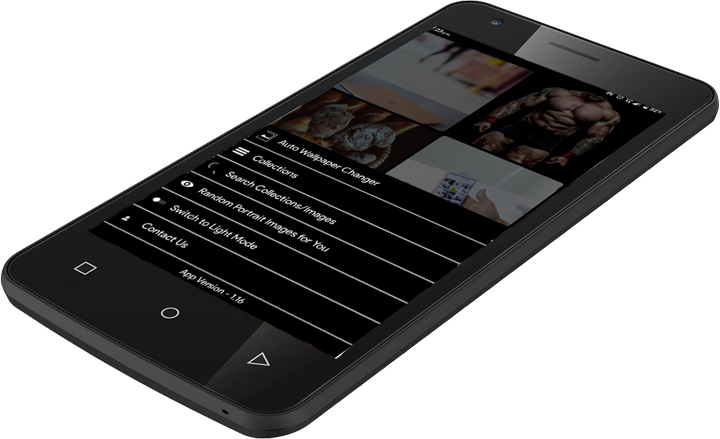 Auto Wallpaper Changer
Collections
Search Collections/Images
Random Portrait Images for You
Switch to Light Mode
Contact Us
App Version - 1.16